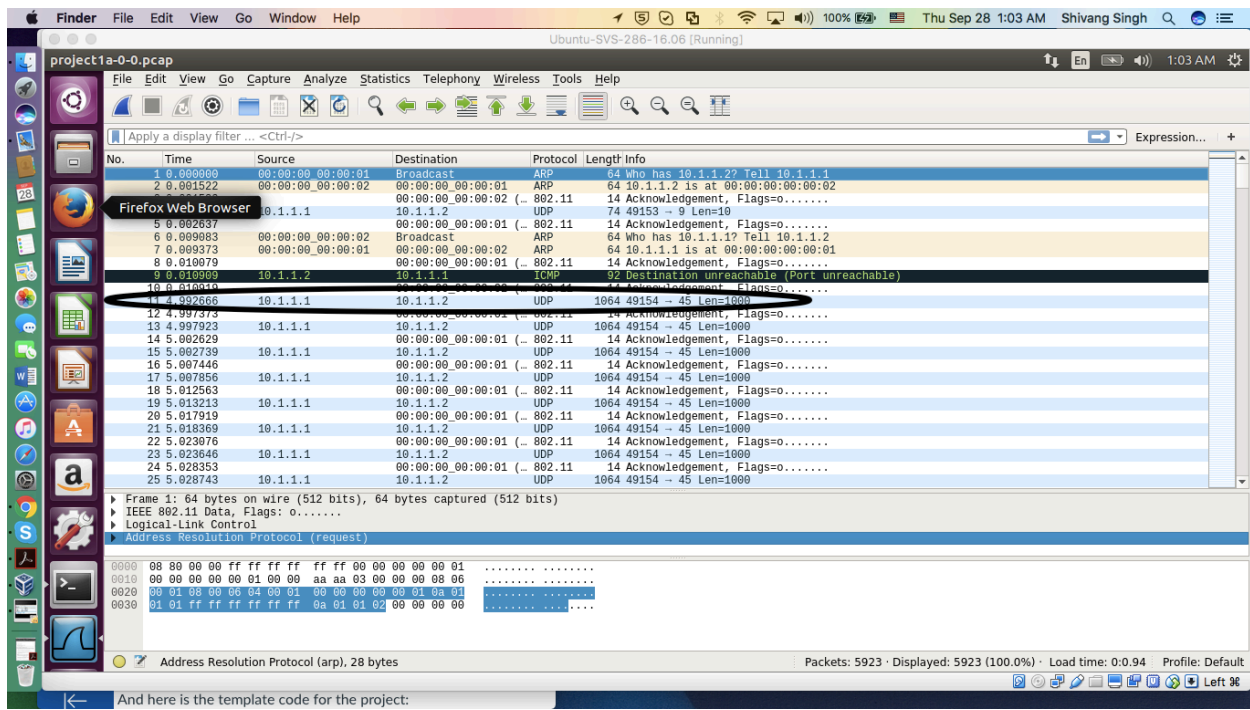 Finder File Edit View Go Window Help 100% Thu Sep 28 1:03 AM Shivang Singh
Ubuntu-SVS-286-16.06 [Running]
project1a-0-0.pcap En 1:03 AM
File Edit View Go Capture Analyze Statistics Telephony Wireless Tools Help
Apply a display filter ... <Ctrl-/> Expression... +
No. Time Source Destination Protocol Length Info
1 0.000000 00:00:00_00:00:01 Broadcast ARP 64 Who has 10.1.1.2? Tell 10.1.1.1
2 0.001522 00:00:00_00:00:02 00:00:00_00:00:01 ARP 64 10.1.1.2 is at 00:00:00:00:00:02
00:00:00_00:00:02 (… 802.11 14 Acknowledgement, Flags=o.......
Firefox Web Browser 10.1.1.1 10.1.1.2 UDP 74 49153 → 9 Len=10
5 0.002637 00:00:00_00:00:01 (… 802.11 14 Acknowledgement, Flags=o.......
6 0.009083 00:00:00_00:00:02 Broadcast ARP 64 Who has 10.1.1.1? Tell 10.1.1.2
7 0.009373 00:00:00_00:00:01 00:00:00_00:00:02 ARP 64 10.1.1.1 is at 00:00:00:00:00:01
8 0.010079 00:00:00_00:00:01 (… 802.11 14 Acknowledgement, Flags=o.......
9 0.010909 10.1.1.2 10.1.1.1 ICMP 92 Destination unreachable (Port unreachable)
10 0.010919 00:00:00_00:00:02 (… 802.11 14 Acknowledgement, Flags=o.......
11 4.992666 10.1.1.1 10.1.1.2 UDP 1064 49154 → 45 Len=1000
12 4.997373 00:00:00_00:00:01 (… 802.11 14 Acknowledgement, Flags=o.......
13 4.997923 10.1.1.1 10.1.1.2 UDP 1064 49154 → 45 Len=1000
14 5.002629 00:00:00_00:00:01 (… 802.11 14 Acknowledgement, Flags=o.......
15 5.002739 10.1.1.1 10.1.1.2 UDP 1064 49154 → 45 Len=1000
16 5.007446 00:00:00_00:00:01 (… 802.11 14 Acknowledgement, Flags=o.......
17 5.007856 10.1.1.1 10.1.1.2 UDP 1064 49154 → 45 Len=1000
18 5.012563 00:00:00_00:00:01 (… 802.11 14 Acknowledgement, Flags=o.......
19 5.013213 10.1.1.1 10.1.1.2 UDP 1064 49154 → 45 Len=1000
20 5.017919 00:00:00_00:00:01 (… 802.11 14 Acknowledgement, Flags=o.......
21 5.018369 10.1.1.1 10.1.1.2 UDP 1064 49154 → 45 Len=1000
22 5.023076 00:00:00_00:00:01 (… 802.11 14 Acknowledgement, Flags=o.......
23 5.023646 10.1.1.1 10.1.1.2 UDP 1064 49154 → 45 Len=1000
24 5.028353 00:00:00_00:00:01 (… 802.11 14 Acknowledgement, Flags=o.......
25 5.028743 10.1.1.1 10.1.1.2 UDP 1064 49154 → 45 Len=1000
Frame 1: 64 bytes on wire (512 bits), 64 bytes captured (512 bits)
IEEE 802.11 Data, Flags: o.......
Logical-Link Control
Address Resolution Protocol (request)
0000 08 80 00 00 ff ff ff ff ff ff 00 00 00 00 00 01 ........ ........
0010 00 00 00 00 00 01 00 00 aa aa 03 00 00 00 08 06 ........ ........
0020 00 01 08 00 06 04 00 01 00 00 00 00 00 01 0a 01 ........ ........
0030 01 01 ff ff ff ff ff ff 0a 01 01 02 00 00 00 00 ........ ........
Address Resolution Protocol (arp), 28 bytes Packets: 5923 · Displayed: 5923 (100.0%) · Load time: 0:0.94 Profile: Default
Left ⌘
And here is the template code for the project: